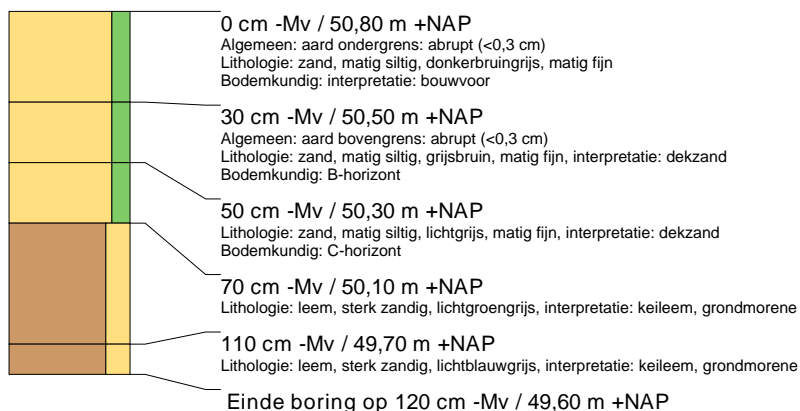 0 cm -Mv / 50,80 m +NAP
Algemeen: aard ondergrens: abrupt (<0,3 cm)
Lithologie: zand, matig siltig, donkerbruingrijs, matig fijn
Bodemkundig: interpretatie: bouwvoor
30 cm -Mv / 50,50 m +NAP
Algemeen: aard bovengrens: abrupt (<0,3 cm)
Lithologie: zand, matig siltig, grijsbruin, matig fijn, interpretatie: dekzand
Bodemkundig: B-horizont
50 cm -Mv / 50,30 m +NAP
Lithologie: zand, matig siltig, lichtgrijs, matig fijn, interpretatie: dekzand
Bodemkundig: C-horizont
70 cm -Mv / 50,10 m +NAP
Lithologie: leem, sterk zandig, lichtgroengrijs, interpretatie: keileem, grondmorene
110 cm -Mv / 49,70 m +NAP
Lithologie: leem, sterk zandig, lichtblauwgrijs, interpretatie: keileem, grondmorene
Einde boring op 120 cm -Mv / 49,60 m +NAP